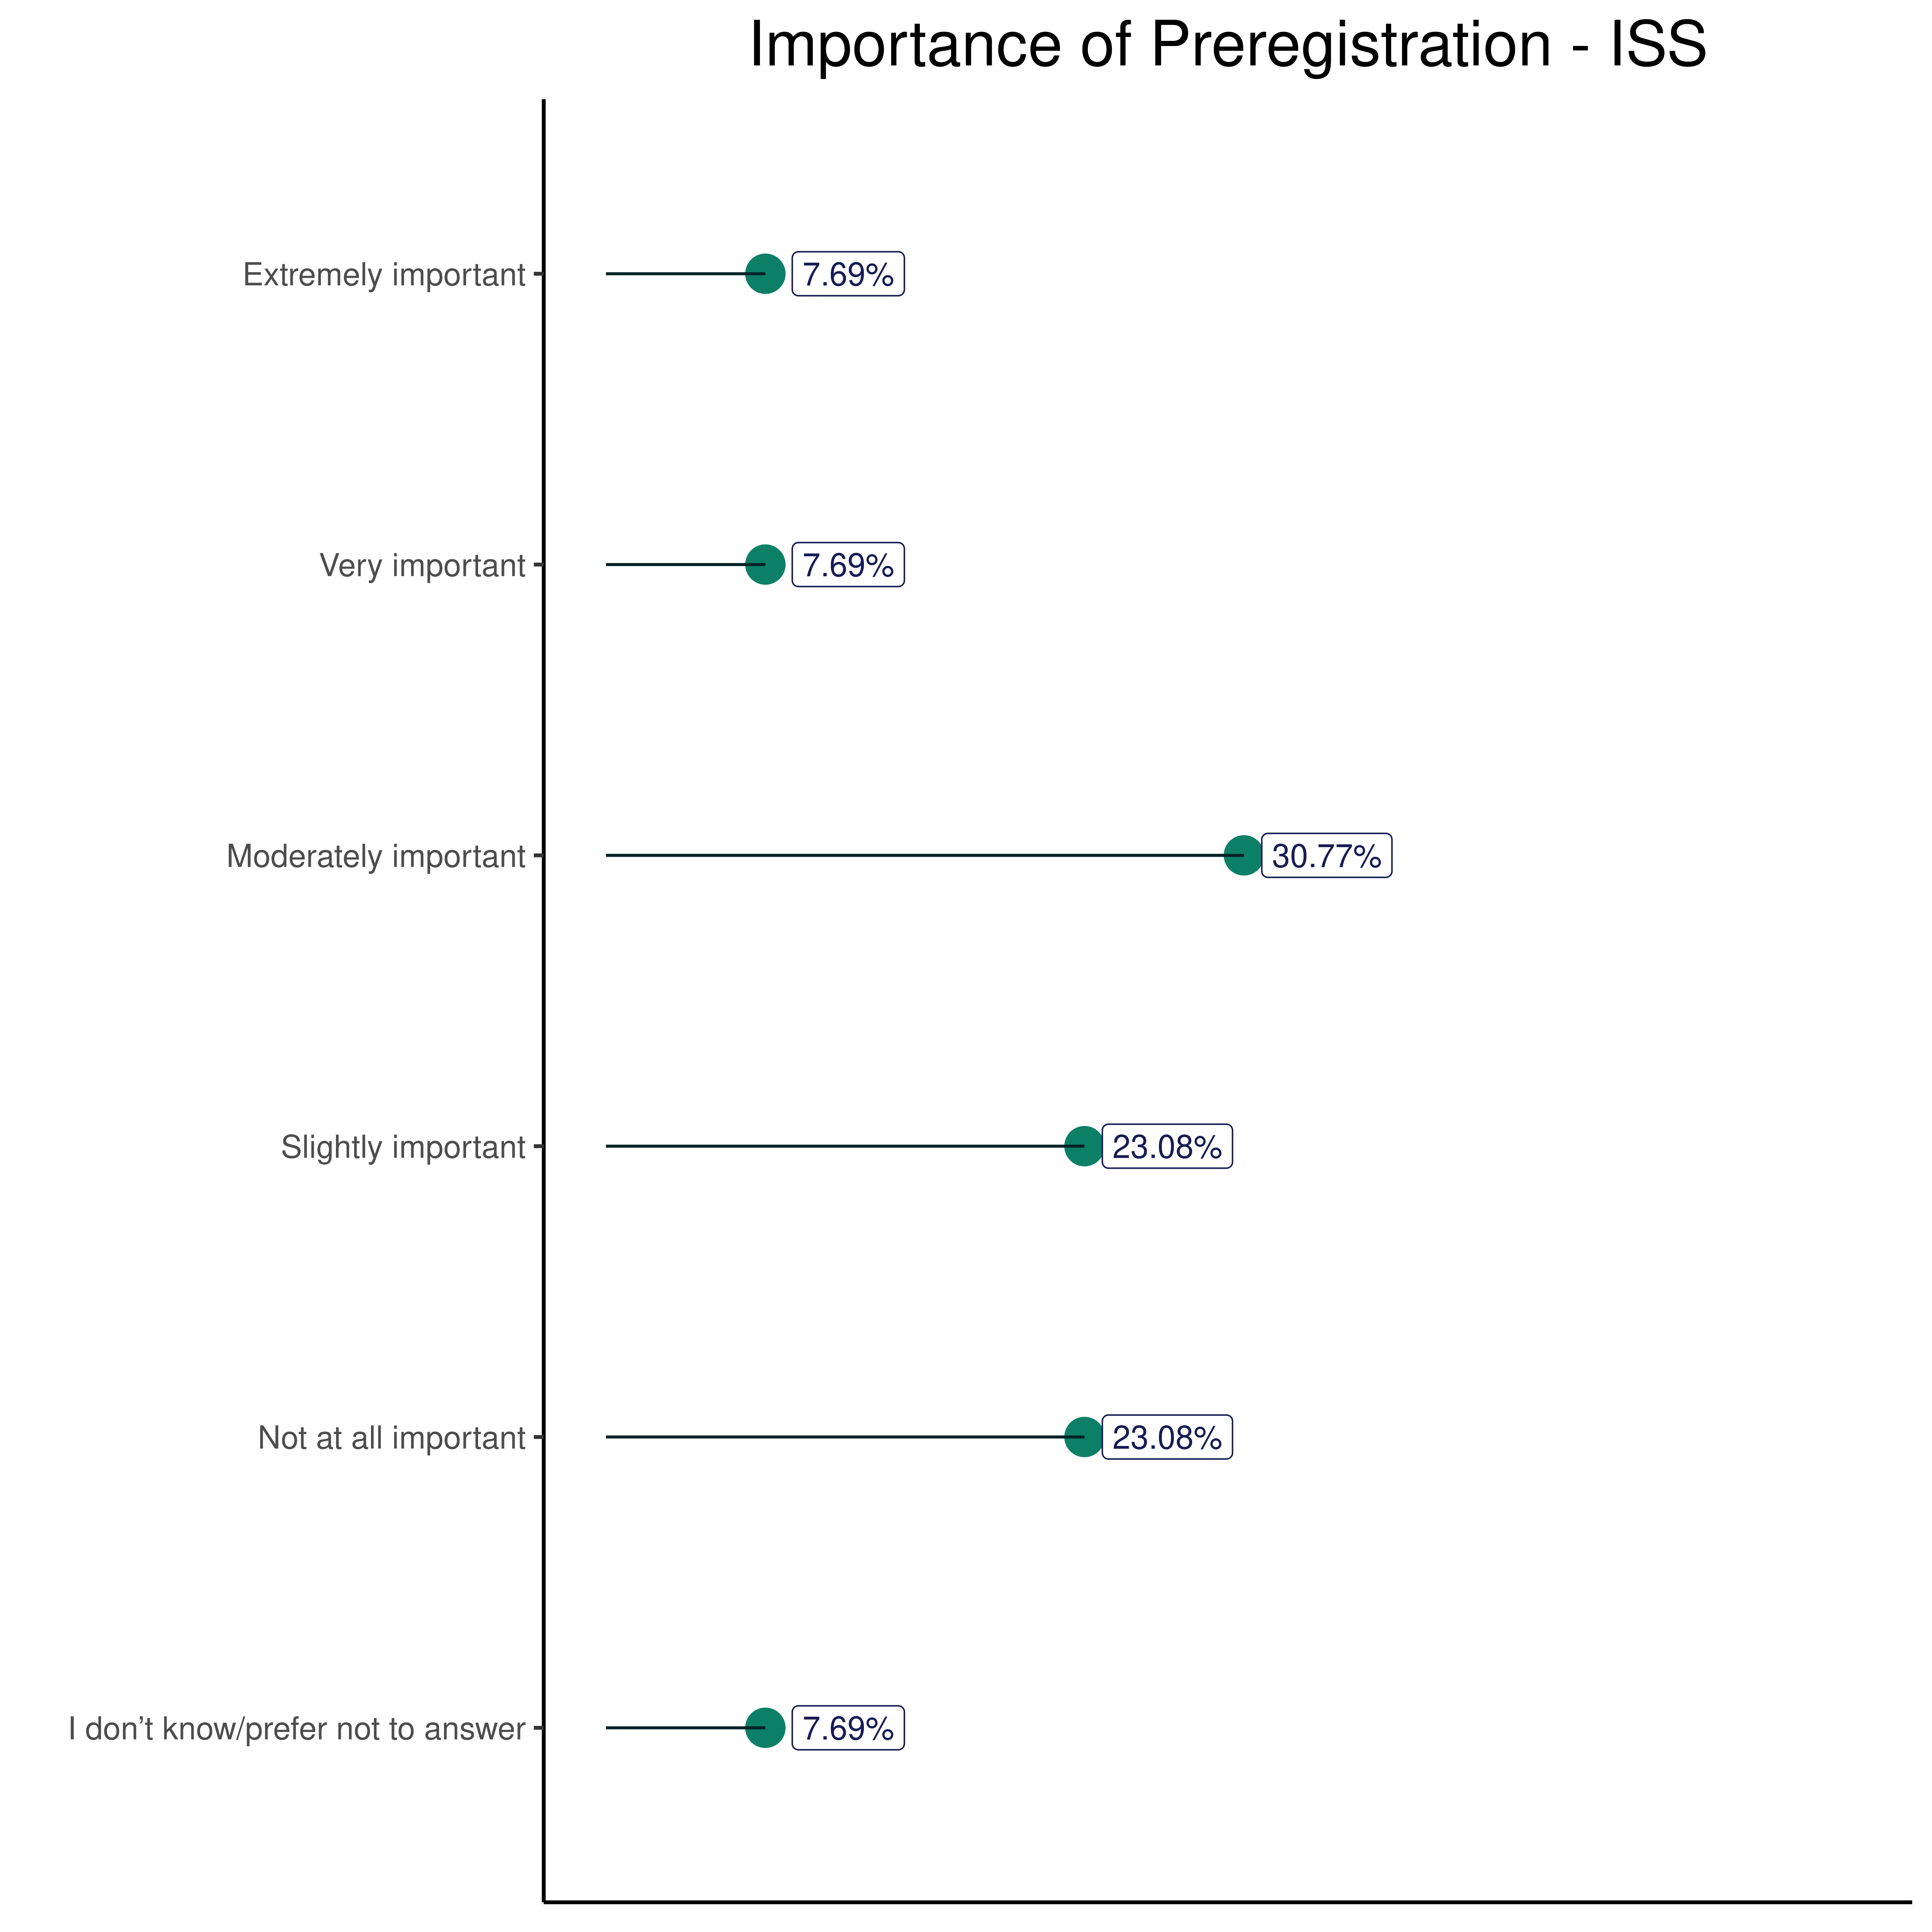 Importance of Preregistration - ISS
Extremely important 7.69%
Very important 7.69%
Moderately important 30.77%
Slightly important 23.08%
Not at all important 23.08%
I don’t know/prefer not to answer 7.69%